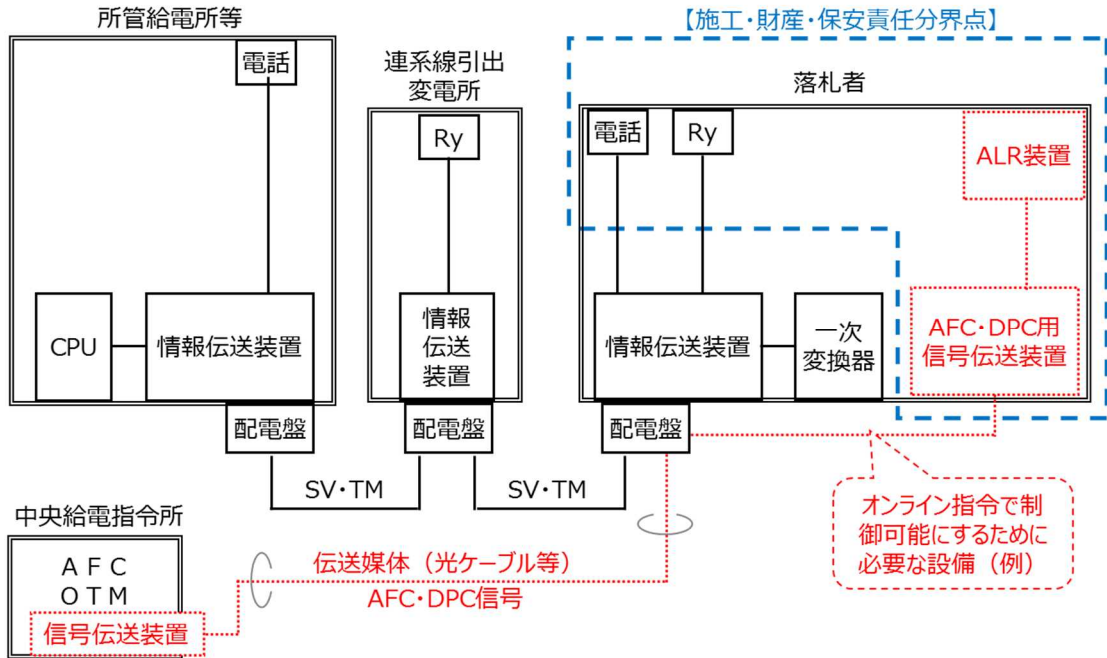 所管給電所等
【施工・財産・保安責任分界点】
電話
連系線引出
変電所
落札者
Ry
電話
Ry
ALR装置
CPU
情報伝送装置
情報
伝送
装置
情報伝送装置
一次
変換器
AFC・DPC用
信号伝送装置
配電盤
配電盤
配電盤
SV・TM
SV・TM
オンライン指令で制
御可能にするために
必要な設備（例）
中央給電指令所
ＡＦＣ
ＯＴＭ
信号伝送装置
伝送媒体（光ケーブル等）
AFC・DPC信号